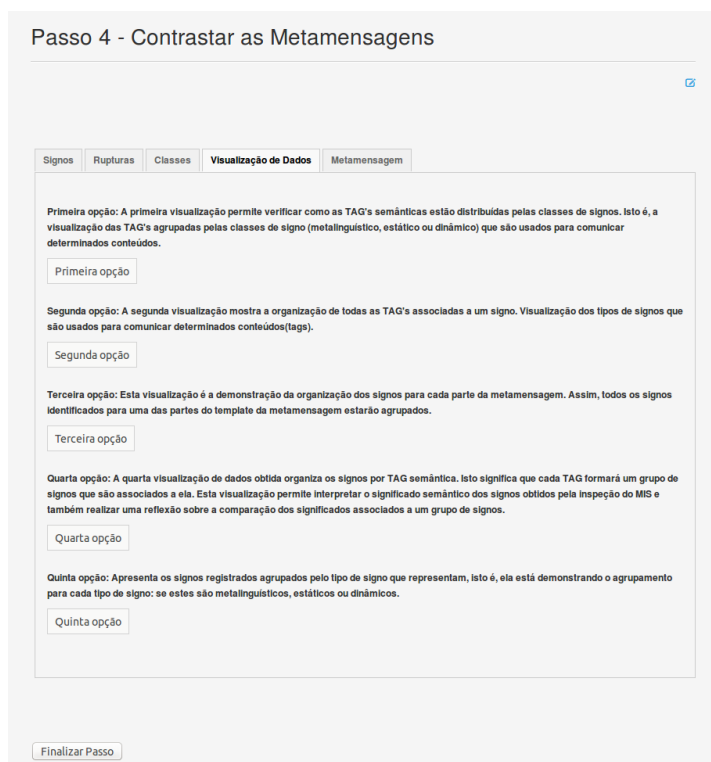 Passo 4 - Contrastar as Metamensagens
Signos Rupturas Classes Visualização de Dados Metamensagem
Primeira opção: A primeira visualização permite verificar como as TAG's semânticas estão distribuídas pelas classes de signos. Isto é, a
visualização das TAG's agrupadas pelas classes de signo (metalinguístico, estático ou dinâmico) que são usados para comunicar
determinados conteúdos.
Primeira opção
Segunda opção: A segunda visualização mostra a organização de todas as TAG's associadas a um signo. Visualização dos tipos de signos que
são usados para comunicar determinados conteúdos(tags).
Segunda opção
Terceira opção: Esta visualização é a demonstração da organização dos signos para cada parte da metamensagem. Assim, todos os signos
identificados para uma das partes do template da metamensagem estarão agrupados.
Terceira opção
Quarta opção: A quarta visualização de dados obtida organiza os signos por TAG semântica. Isto significa que cada TAG formará um grupo de
signos que são associados a ela. Esta visualização permite interpretar o significado semântico dos signos obtidos pela inspeção do MIS e
também realizar uma reflexão sobre a comparação dos significados associados a um grupo de signos.
Quarta opção
Quinta opção: Apresenta os signos registrados agrupados pelo tipo de signo que representam, isto é, ela está demonstrando o agrupamento
para cada tipo de signo: se estes são metalinguísticos, estáticos ou dinâmicos.
Quinta opção
Finalizar Passo